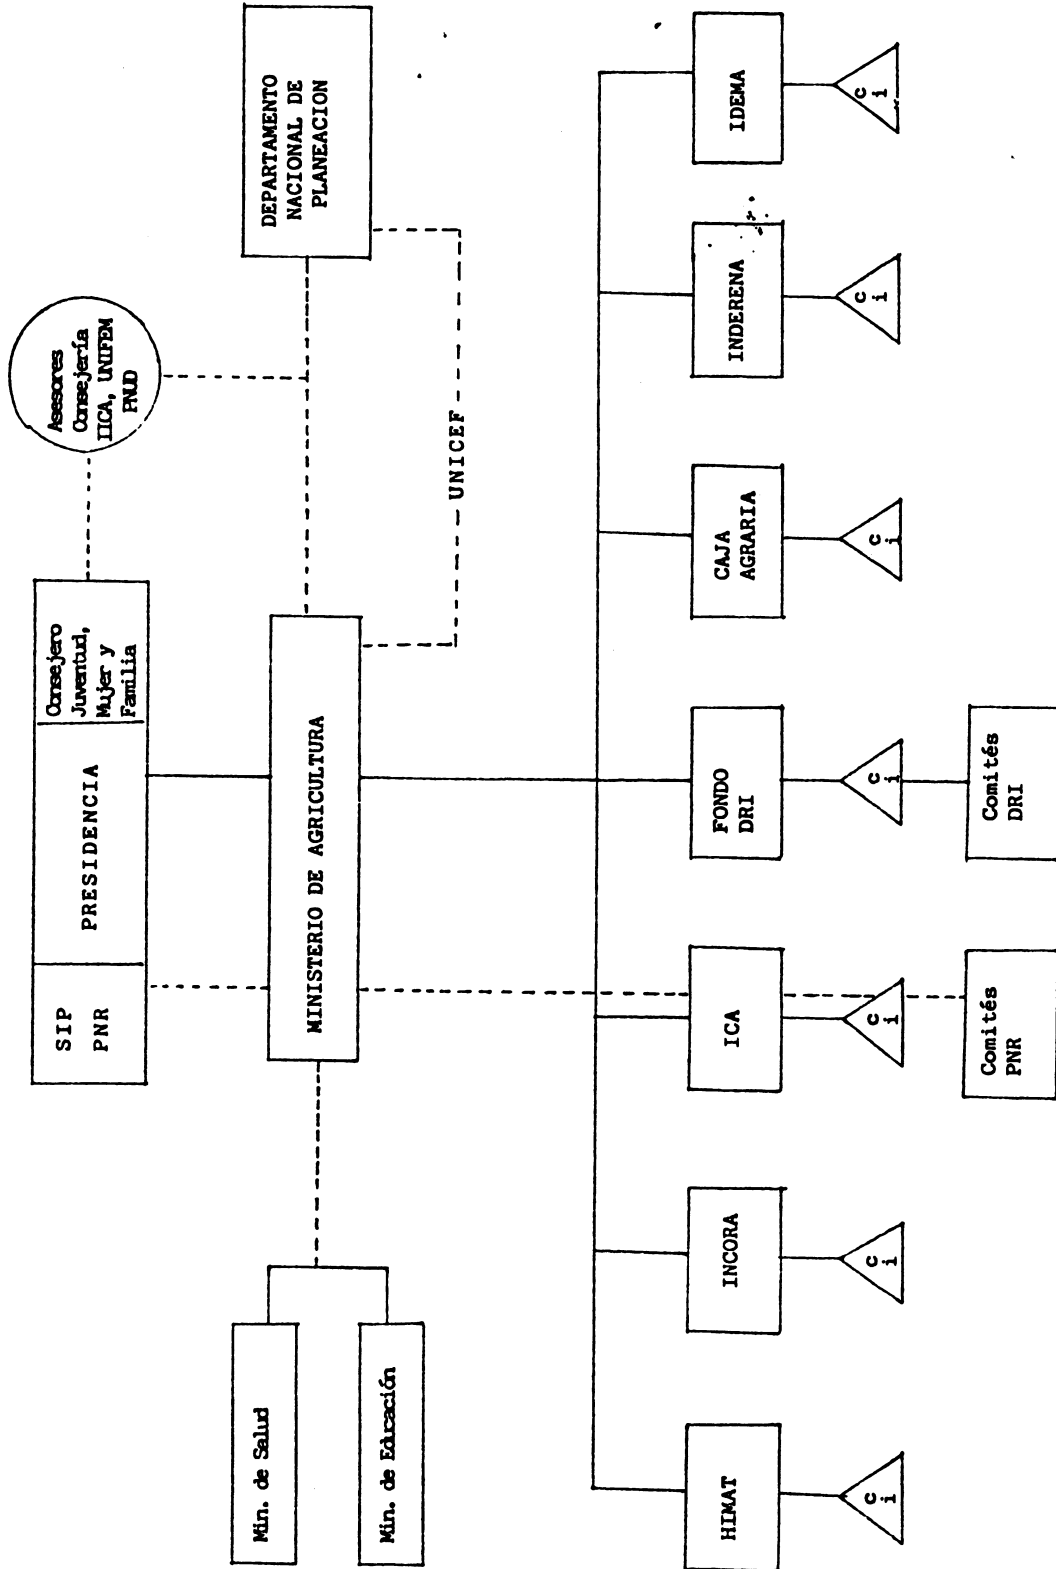 SIP
PNR
PRESIDENCIA
Consejero
Juventud,
Mujer y
Familia
Asesores
Consejería
IICA, UNIFEM
PNUD
Min. de Salud
Min. de Educación
MINISTERIO DE AGRICULTURA
DEPARTAMENTO
NACIONAL DE
PLANEACION
UNICEF
HIMAT
INCORA
ICA
FONDO
DRI
CAJA
AGRARIA
INDERENA
IDEMA
c
i
c
i
c
i
c
i
c
i
c
i
c
i
Comités
PNR
Comités
DRI